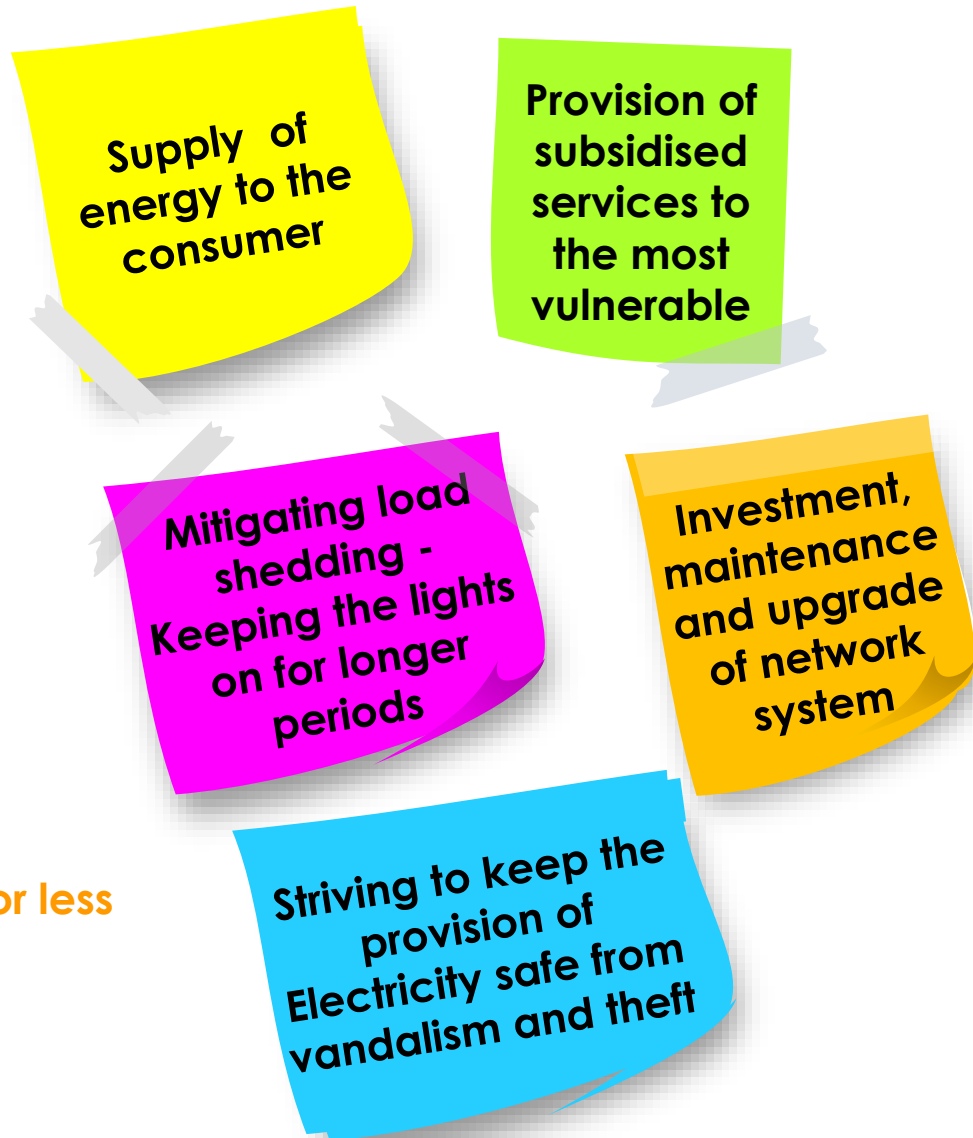 Supply of
energy to the
consumer
Provision of
subsidised
services to
the most
vulnerable
Mitigating load
shedding -
Keeping the lights
on for longer
periods
Investment,
maintenance
and upgrade
of network
system
or less
Striving to keep the
provision of
Electricity safe from
vandalism and theft